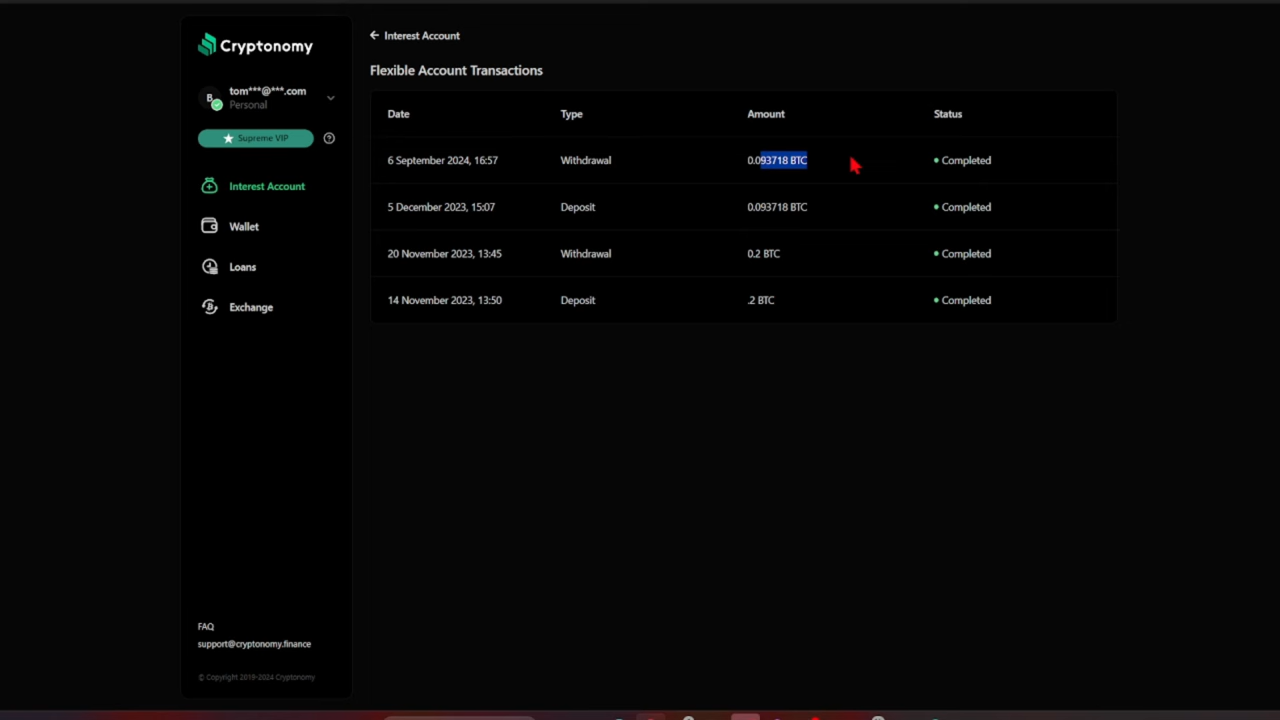 Cryptonomy
B
tom***@***.com
Personal
Supreme VIP
Interest Account
Wallet
Loans
Exchange
FAQ
support@cryptonomy.finance
© Copyright 2019-2024 Cryptonomy
Interest Account
Flexible Account Transactions
Date Type Amount Status
6 September 2024, 16:57 Withdrawal 0.093718 BTC Completed
5 December 2023, 15:07 Deposit 0.093718 BTC Completed
20 November 2023, 13:45 Withdrawal 0.2 BTC Completed
14 November 2023, 13:50 Deposit .2 BTC Completed